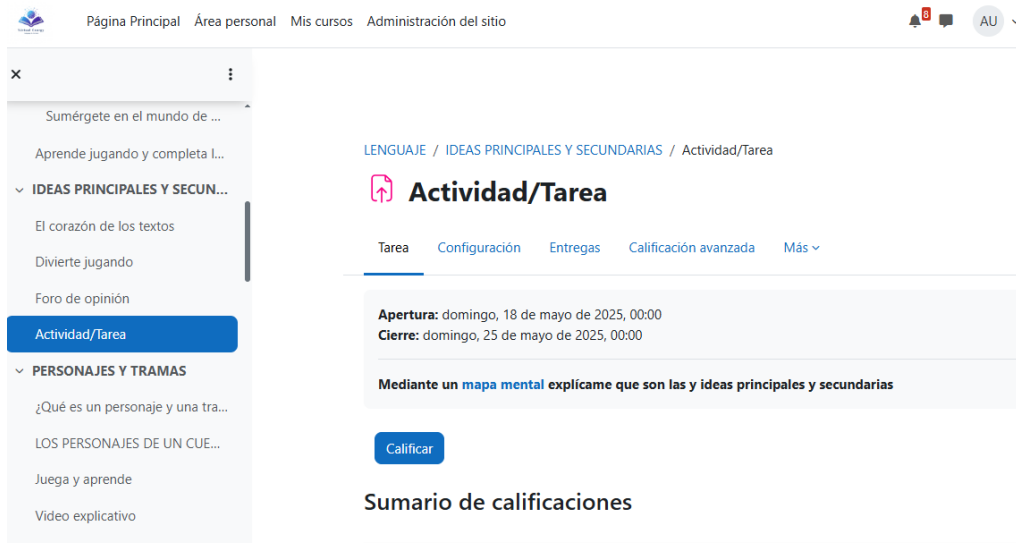 Página Principal Área personal Mis cursos Administración del sitio
8
AU
Sumérgete en el mundo de ...
Aprende jugando y completa l...
IDEAS PRINCIPALES Y SECUN...
El corazón de los textos
Divierte jugando
Foro de opinión
Actividad/Tarea
PERSONAJES Y TRAMAS
¿Qué es un personaje y una tra...
LOS PERSONAJES DE UN CUE...
Juega y aprende
Video explicativo
LENGUAJE / IDEAS PRINCIPALES Y SECUNDARIAS / Actividad/Tarea
Actividad/Tarea
Tarea Configuración Entregas Calificación avanzada Más
Apertura: domingo, 18 de mayo de 2025, 00:00
Cierre: domingo, 25 de mayo de 2025, 00:00
Mediante un mapa mental explícame que son las y ideas principales y secundarias
Calificar
Sumario de calificaciones